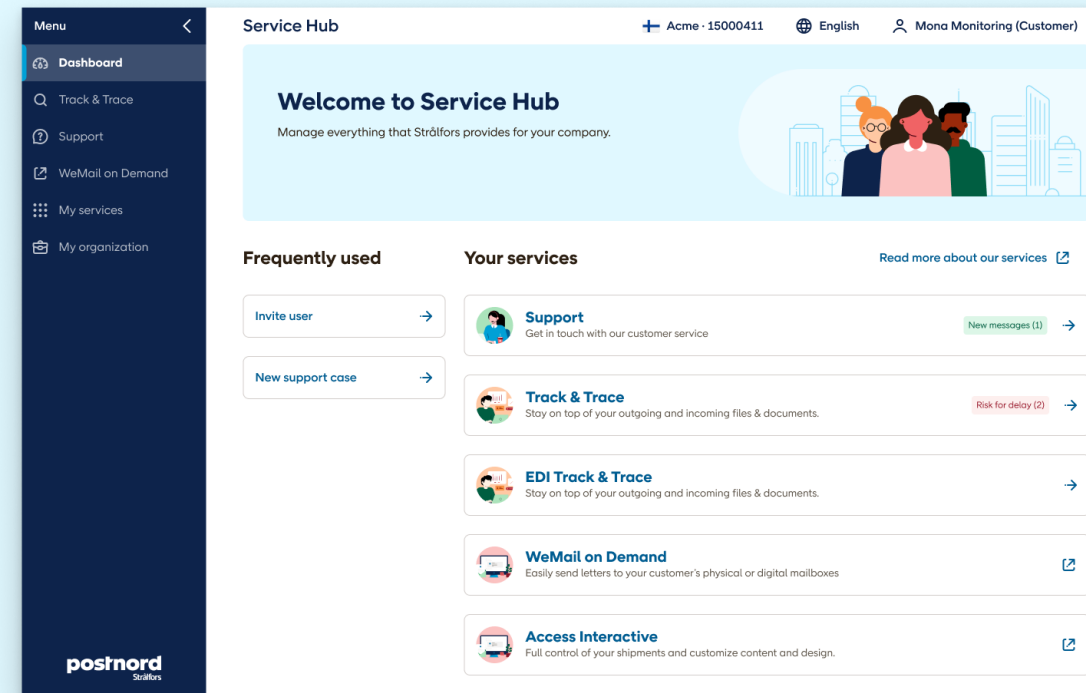 Menu
Dashboard
Track & Trace
Support
WeMail on Demand
My services
My organization
postnord
Strålfors
Service Hub
Acme · 15000411
English
Mona Monitoring (Customer)
Welcome to Service Hub
Manage everything that Strålfors provides for your company.
Frequently used
Invite user
New support case
Your services
Read more about our services
Support
Get in touch with our customer service
New messages (1)
Track & Trace
Stay on top of your outgoing and incoming files & documents.
Risk for delay (2)
EDI Track & Trace
Stay on top of your outgoing and incoming files & documents.
WeMail on Demand
Easily send letters to your customer's physical or digital mailboxes
Access Interactive
Full control of your shipments and customize content and design.